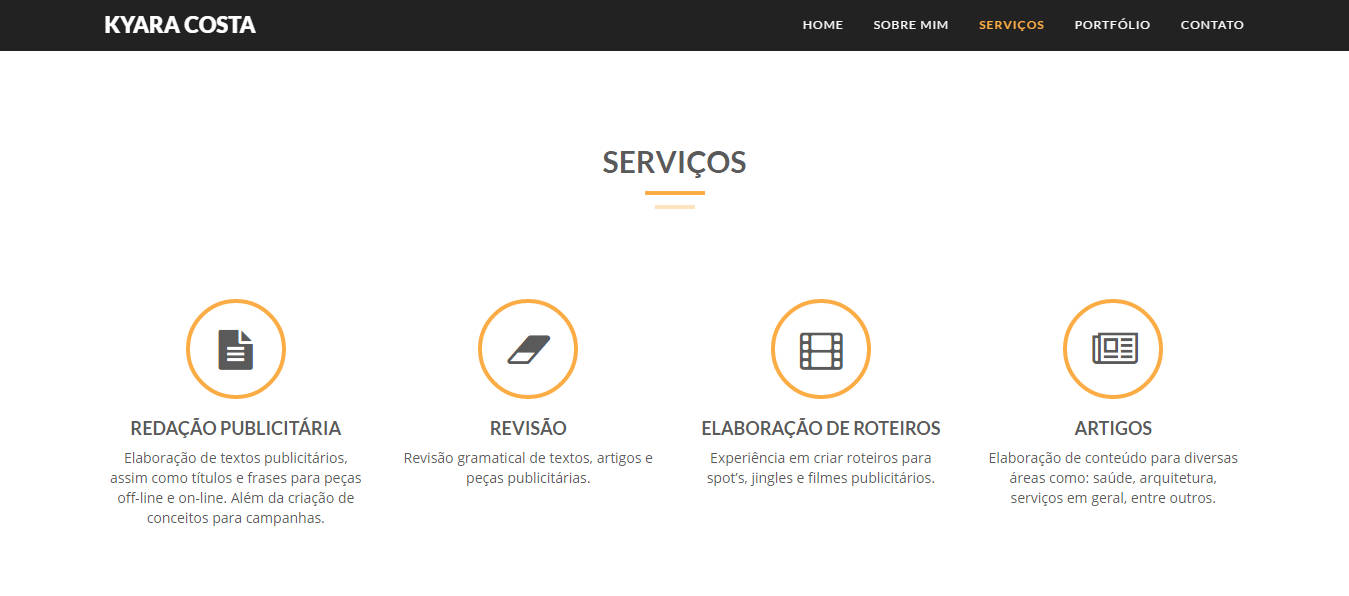 KYARA COSTA
HOME SOBRE MIM SERVIÇOS PORTFÓLIO CONTATO
SERVIÇOS
REDAÇÃO PUBLICITÁRIA
Elaboração de textos publicitários,
assim como títulos e frases para peças
off-line e on-line. Além da criação de
conceitos para campanhas.
REVISÃO
Revisão gramatical de textos, artigos e
peças publicitárias.
ELABORAÇÃO DE ROTEIROS
Experiência em criar roteiros para
spot's, jingles e filmes publicitários.
ARTIGOS
Elaboração de conteúdo para diversas
áreas como: saúde, arquitetura,
serviços em geral, entre outros.